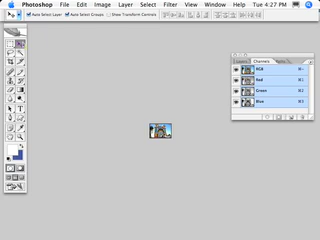 Photoshop File Edit Image Layer Select Filter View Window Help Tue 4:27 PM
Auto Select Layer Auto Select Groups Show Transform Controls
Channels
RGB
Red
Green
Blue